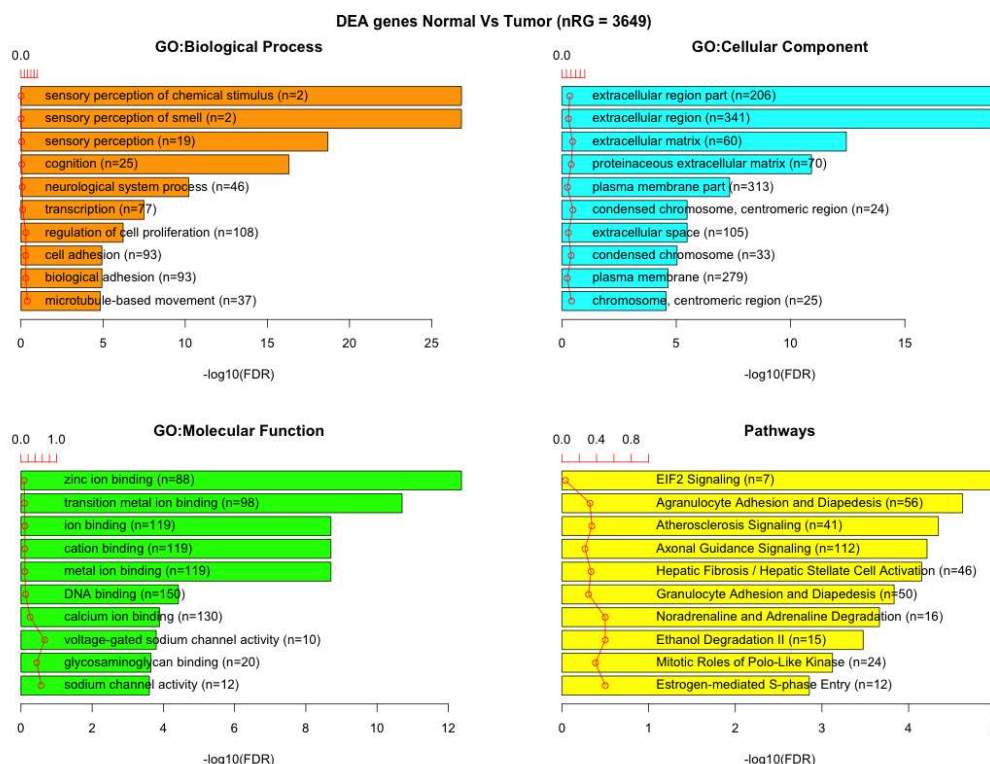 DEA genes Normal Vs Tumor (nRG = 3649)
GO:Biological Process
0.0
sensory perception of chemical stimulus (n=2)
sensory perception of smell (n=2)
sensory perception (n=19)
cognition (n=25)
neurological system process (n=46)
transcription (n=77)
regulation of cell proliferation (n=108)
cell adhesion (n=93)
biological adhesion (n=93)
microtubule-based movement (n=37)
0 5 10 15 20 25
-log10(FDR)
GO:Cellular Component
0.0
extracellular region part (n=206)
extracellular region (n=341)
extracellular matrix (n=60)
proteinaceous extracellular matrix (n=70)
plasma membrane part (n=313)
condensed chromosome, centromeric region (n=24)
extracellular space (n=105)
condensed chromosome (n=33)
plasma membrane (n=279)
chromosome, centromeric region (n=25)
0 5 10 15
-log10(FDR)
GO:Molecular Function
0.0 1.0
zinc ion binding (n=88)
transition metal ion binding (n=98)
ion binding (n=119)
cation binding (n=119)
metal ion binding (n=119)
DNA binding (n=150)
calcium ion binding (n=130)
voltage-gated sodium channel activity (n=10)
glycosaminoglycan binding (n=20)
sodium channel activity (n=12)
0 2 4 6 8 10 12
-log10(FDR)
Pathways
0.0 0.4 0.8
EIF2 Signaling (n=7)
Agranulocyte Adhesion and Diapedesis (n=56)
Atherosclerosis Signaling (n=41)
Axonal Guidance Signaling (n=112)
Hepatic Fibrosis / Hepatic Stellate Cell Activation (n=46)
Granulocyte Adhesion and Diapedesis (n=50)
Noradrenaline and Adrenaline Degradation (n=16)
Ethanol Degradation II (n=15)
Mitotic Roles of Polo-Like Kinase (n=24)
Estrogen-mediated S-phase Entry (n=12)
0 1 2 3 4
-log10(FDR)